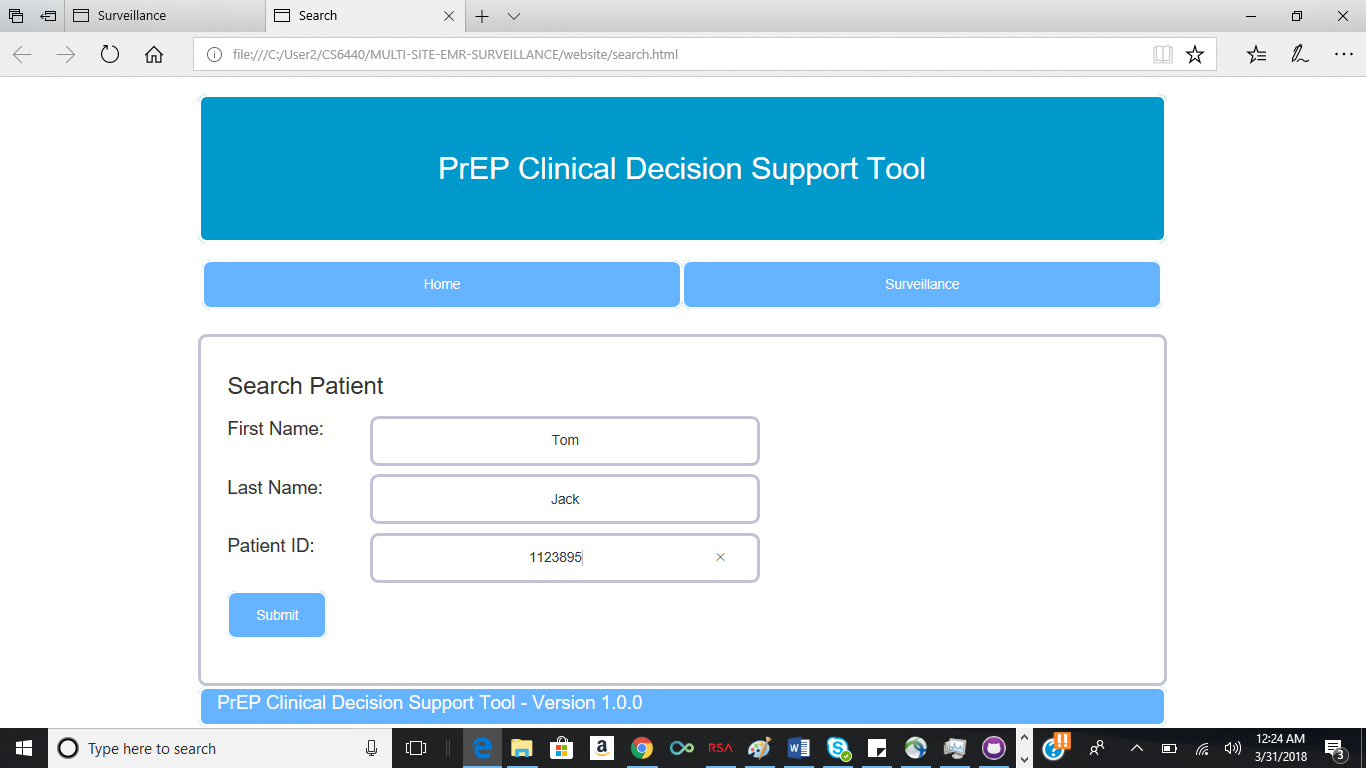 Surveillance
Search
file:///C:/User2/CS6440/MULTI-SITE-EMR-SURVEILLANCE/website/search.html
PrEP Clinical Decision Support Tool
Home Surveillance
Search Patient
First Name: Tom
Last Name: Jack
Patient ID: 1123895
Submit
PrEP Clinical Decision Support Tool - Version 1.0.0
Type here to search
a
RSA
12:24 AM
3/31/2018
3